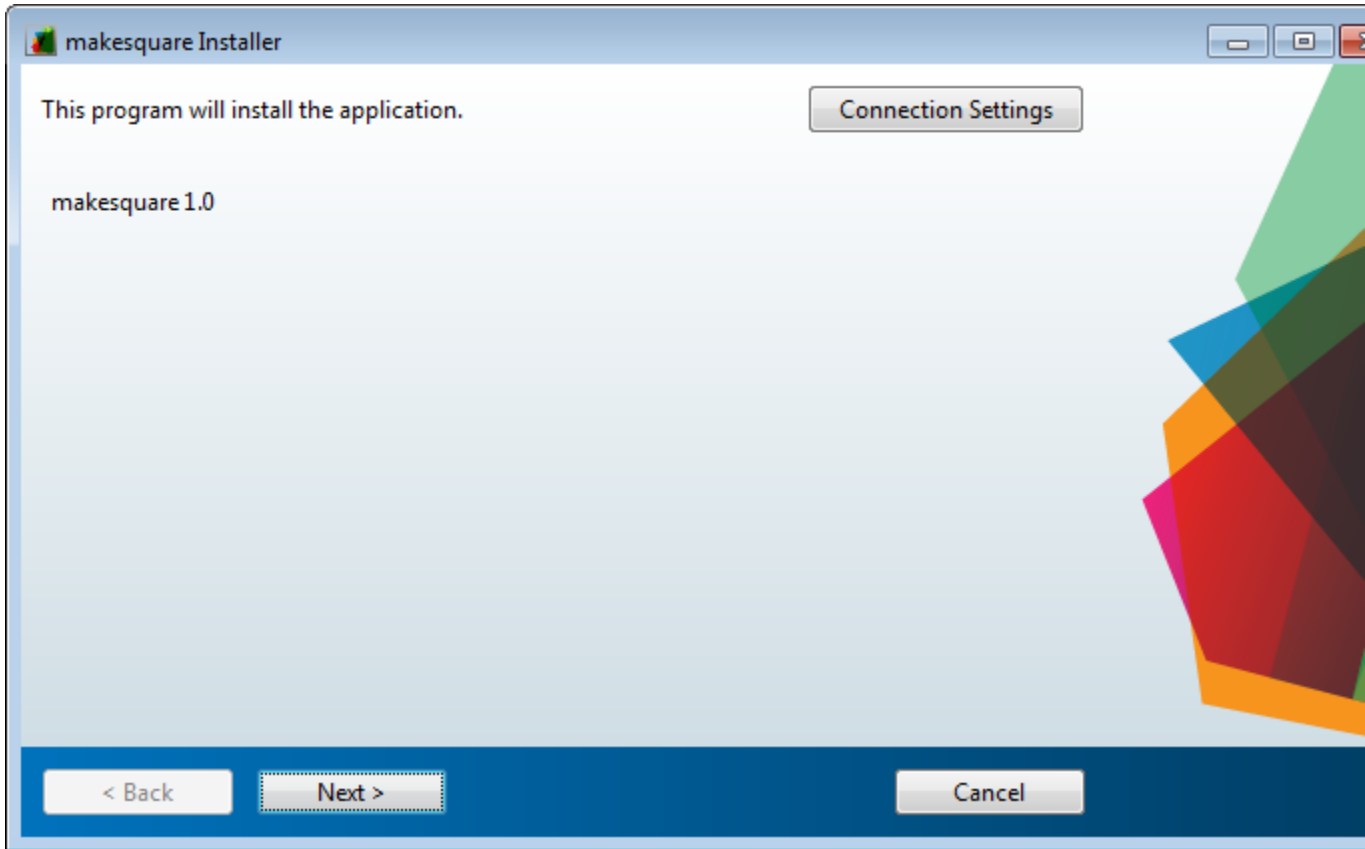 makesquare Installer
This program will install the application.
Connection Settings
makesquare 1.0
< Back
Next >
Cancel